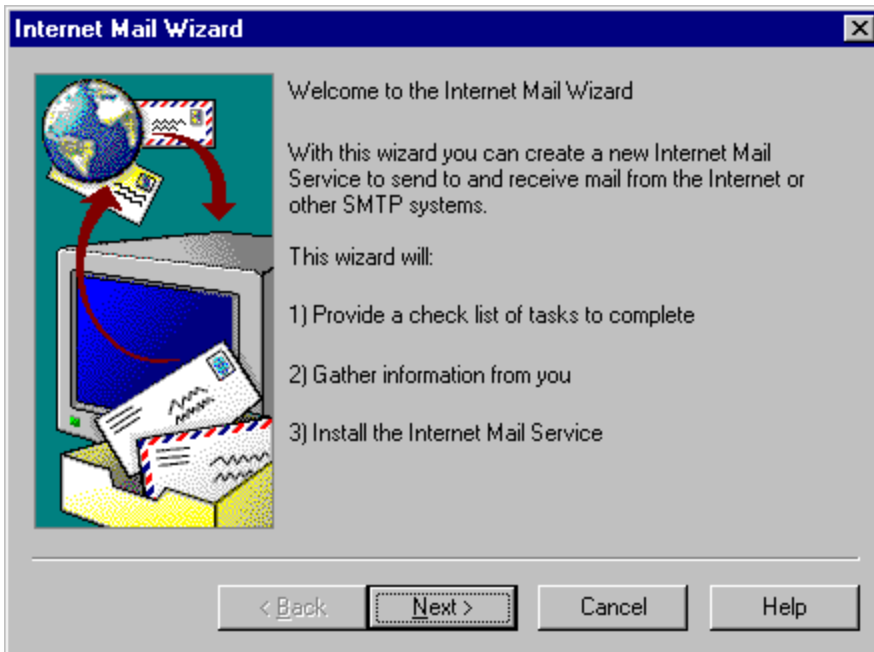 Internet Mail Wizard
Welcome to the Internet Mail Wizard
With this wizard you can create a new Internet Mail
Service to send to and receive mail from the Internet or
other SMTP systems.
This wizard will:
1) Provide a check list of tasks to complete
2) Gather information from you
3) Install the Internet Mail Service
< Back
Next >
Cancel
Help